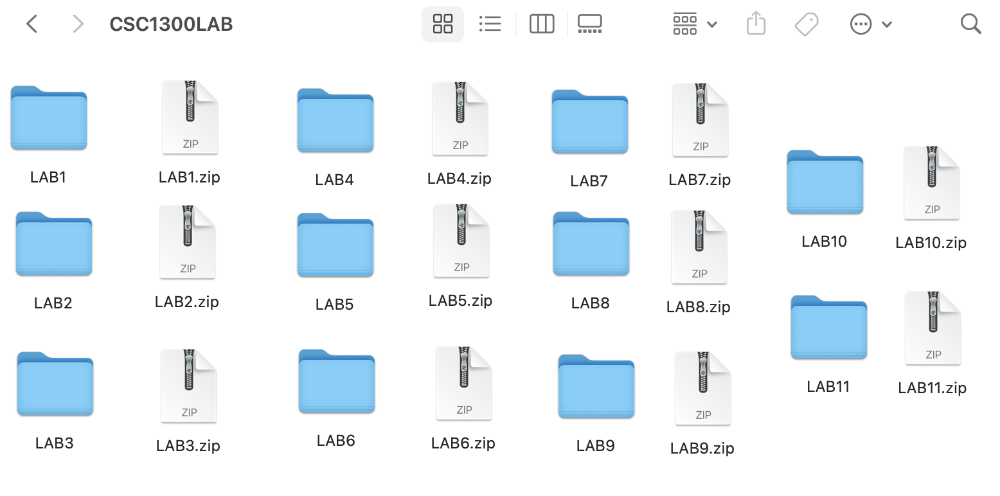 CSC1300LAB
ZIP
LAB1
LAB1.zip
ZIP
LAB4
LAB4.zip
ZIP
LAB7
LAB7.zip
ZIP
LAB10
LAB10.zip
ZIP
LAB2
LAB2.zip
ZIP
LAB5
LAB5.zip
ZIP
LAB8
LAB8.zip
ZIP
LAB11
LAB11.zip
ZIP
LAB3
LAB3.zip
ZIP
LAB6
LAB6.zip
ZIP
LAB9
LAB9.zip